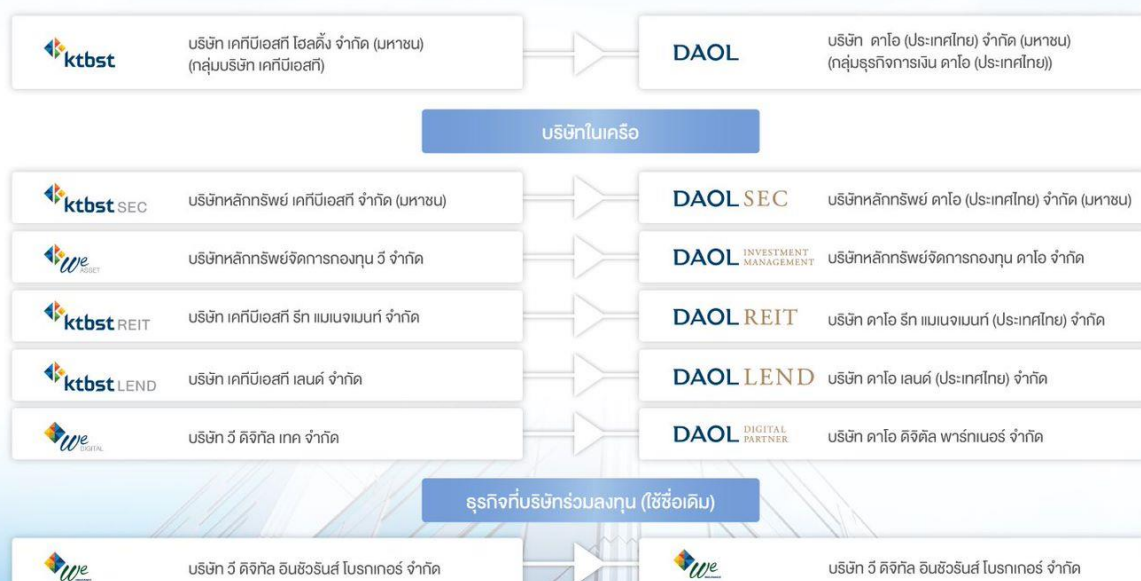 ktbst
บริษัท เคทีบีเอสที โฮลดิ้ง จำกัด (มหาชน)
(กลุ่มบริษัท เคทีบีเอสที)
DAOL
บริษัท ดาโอ (ประเทศไทย) จำกัด (มหาชน)
(กลุ่มธุรกิจการเงิน ดาโอ (ประเทศไทย))
บริษัทในเครือ
ktbst SEC
บริษัทหลักทรัพย์ เคทีบีเอสที จำกัด (มหาชน)
DAOL SEC
บริษัทหลักทรัพย์ ดาโอ (ประเทศไทย) จำกัด (มหาชน)
We ASSET
บริษัทหลักทรัพย์จัดการกองทุน วี จำกัด
DAOL INVESTMENT MANAGEMENT
บริษัทหลักทรัพย์จัดการกองทุน ดาโอ จำกัด
ktbst REIT
บริษัท เคทีบีเอสที รีท แมเนจเมนท์ จำกัด
DAOL REIT
บริษัท ดาโอ รีท แมเนจเมนท์ (ประเทศไทย) จำกัด
ktbst LEND
บริษัท เคทีบีเอสที เลนด์ จำกัด
DAOL LEND
บริษัท ดาโอ เลนด์ (ประเทศไทย) จำกัด
We DIGITAL
บริษัท วี ดิจิทัล เทค จำกัด
DAOL DIGITAL PARTNER
บริษัท ดาโอ ดิจิตัล พาร์ทเนอร์ จำกัด
ธุรกิจที่บริษัทร่วมลงทุน (ใช้ชื่อเดิม)
We
บริษัท วี ดิจิทัล อินชัวรันส์ โบรกเกอร์ จำกัด
We
บริษัท วี ดิจิทัล อินชัวรันส์ โบรกเกอร์ จำกัด